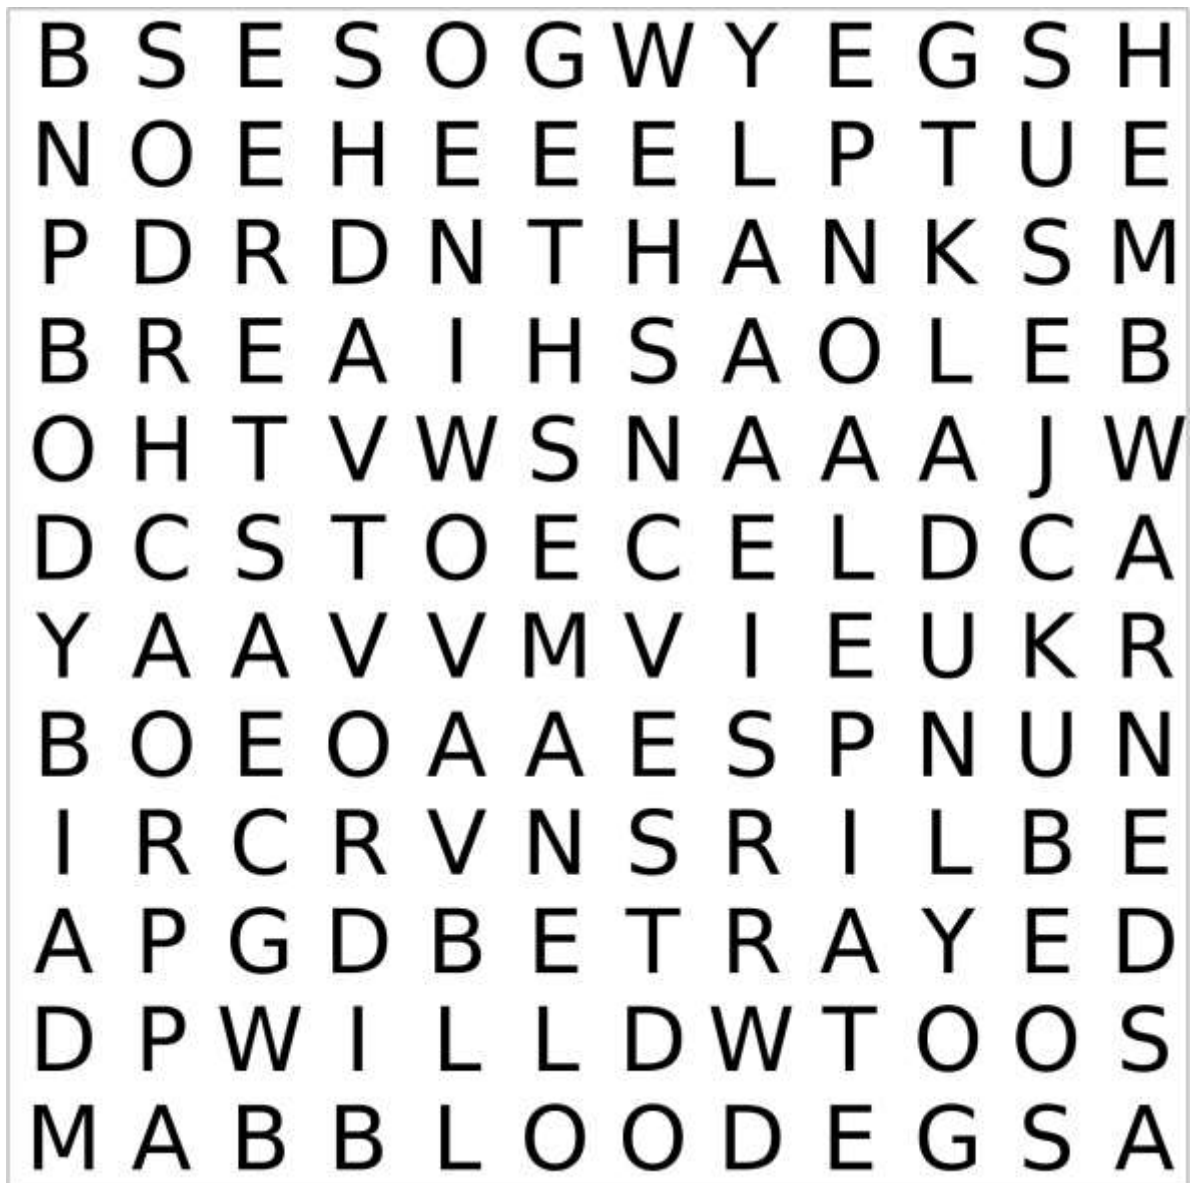 B S E S O G W Y E G S H
N O E H E E E L P T U E
P D R D N T H A N K S M
B R E A I H S A O L E B
O H T V W S N A A A J W
D C S T O E C E L D C A
Y A A V V M V I E U K R
B O E O A A E S P N U N
I R C R V N S R I L B E
A P G D B E T R A Y E D
D P W I L L D W T O O S
M A B B L O O D E G S A